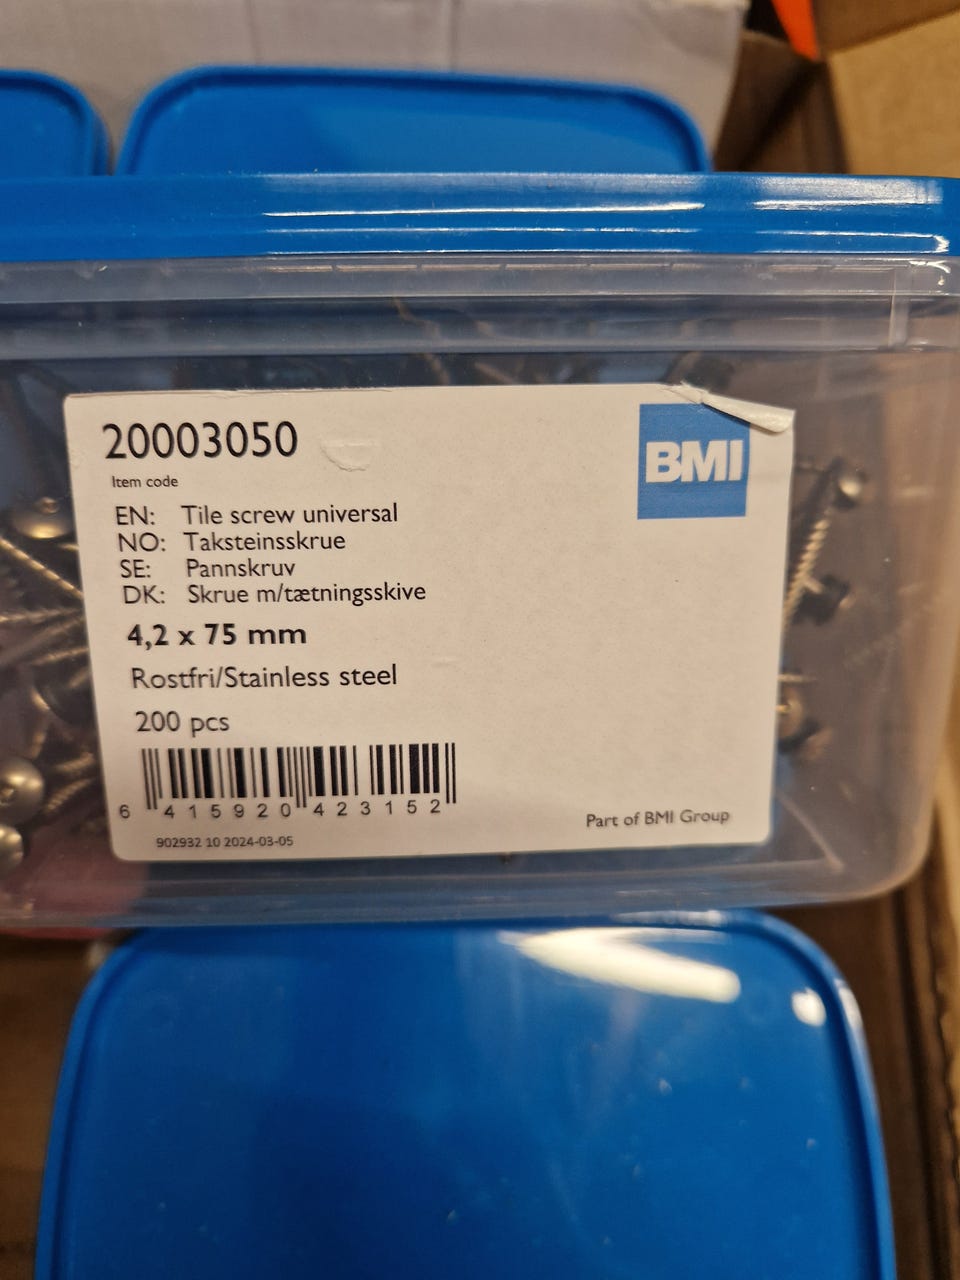 20003050
Item code
BMI
EN: Tile screw universal
NO: Taksteinsskrue
SE: Pannskruv
DK: Skrue m/tætningsskive
4,2 x 75 mm
Rostfri/Stainless steel
200 pcs
6 415920 423152
902932 10 2024-03-05
Part of BMI Group